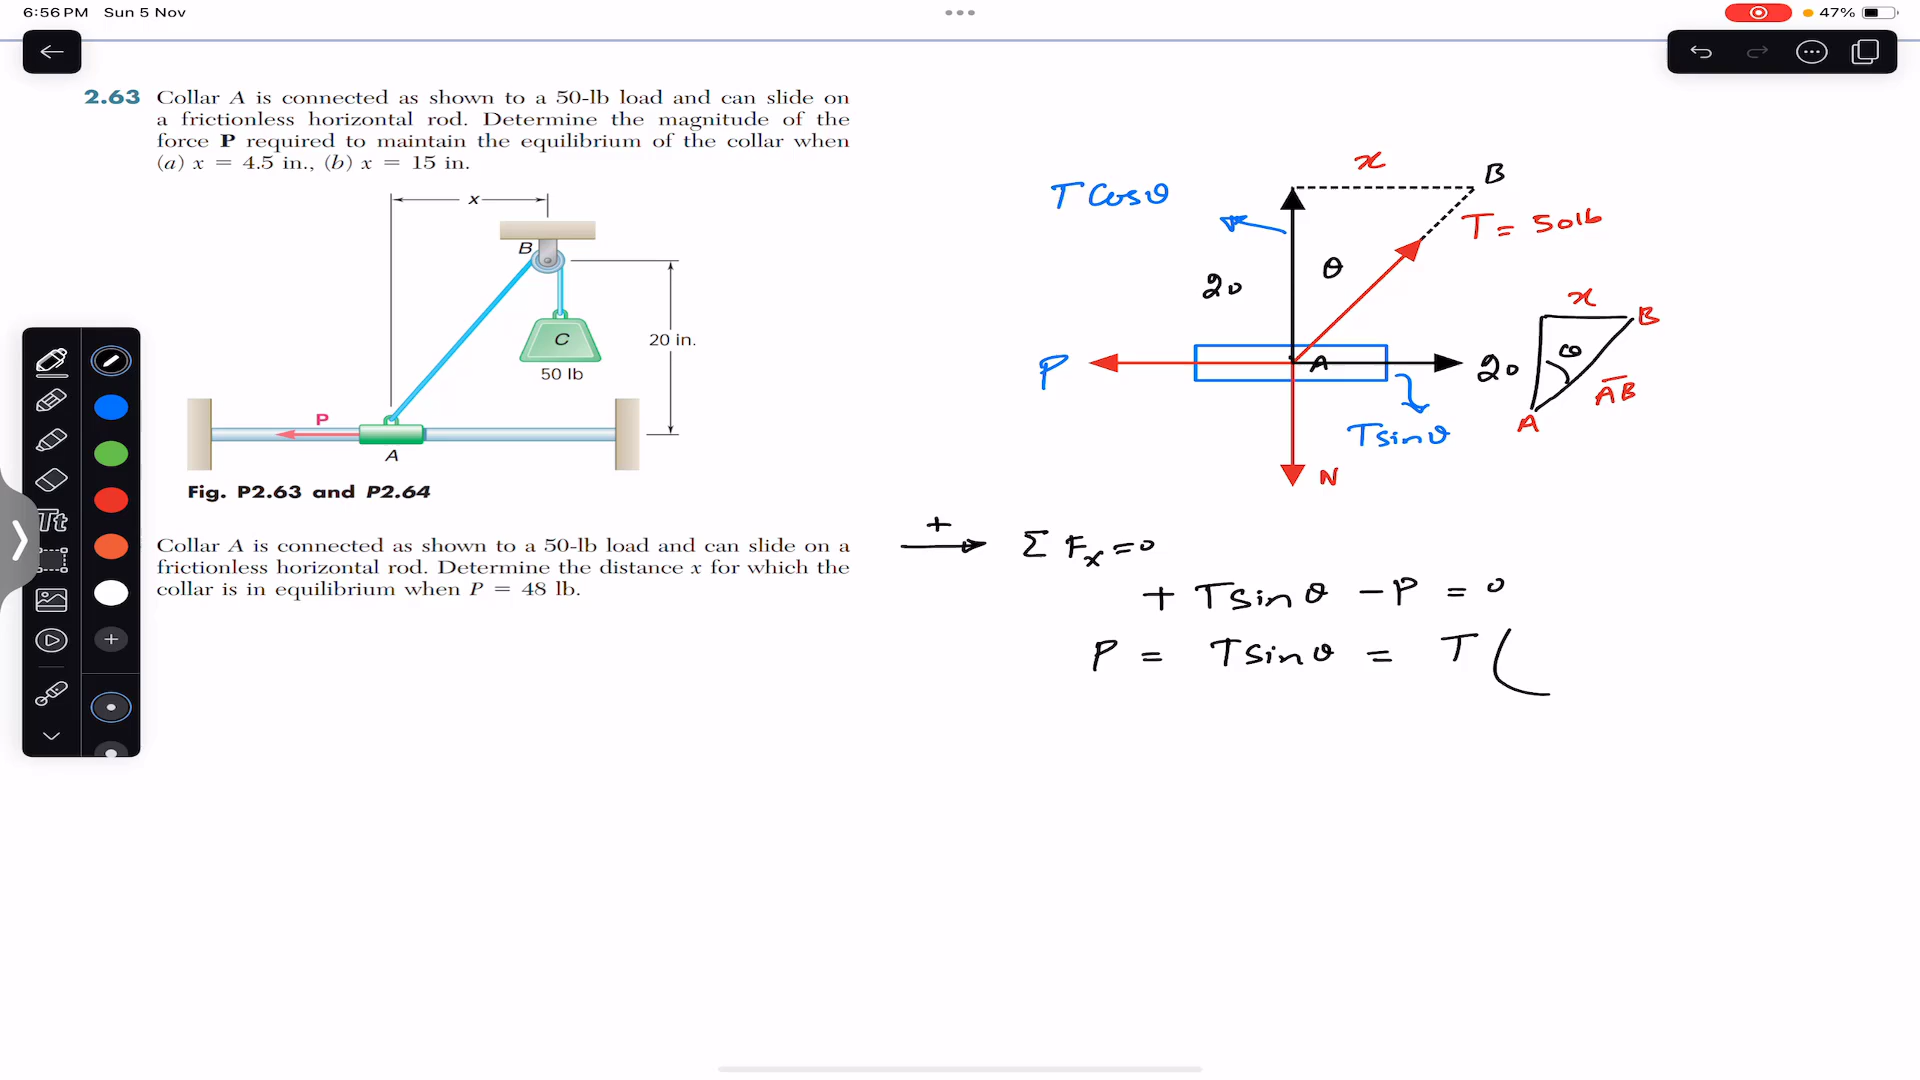 6:56 PM Sun 5 Nov
47%
2.63 Collar A is connected as shown to a 50-lb load and can slide on
a frictionless horizontal rod. Determine the magnitude of the
force P required to maintain the equilibrium of the collar when
(a) x = 4.5 in., (b) x = 15 in.
x
B
C
50 lb
20 in.
P
A
Fig. P2.63 and P2.64
Collar A is connected as shown to a 50-lb load and can slide on a
frictionless horizontal rod. Determine the distance x for which the
collar is in equilibrium when P = 48 lb.
Tt
x
B
T Cosθ
T = 50lb
θ
20
P
A
Tsinθ
N
x
B
20
θ
AB
A
+
Σ Fx = 0
+ Tsinθ - P = 0
P = Tsinθ = T (